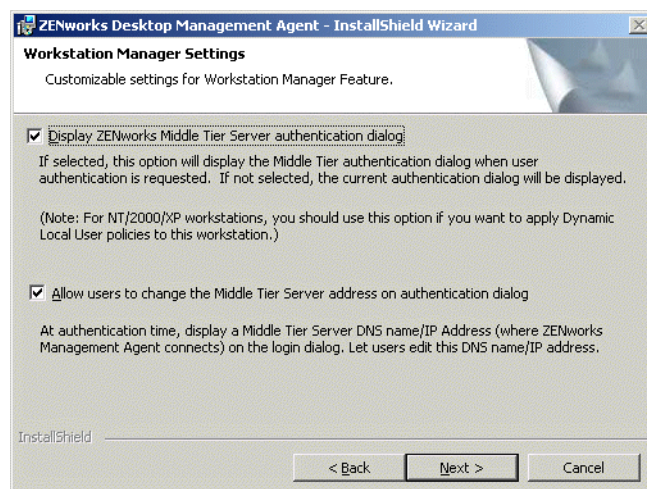 ZENworks Desktop Management Agent - InstallShield Wizard
Workstation Manager Settings
Customizable settings for Workstation Manager Feature.
Display ZENworks Middle Tier Server authentication dialog
If selected, this option will display the Middle Tier authentication dialog when user
authentication is requested. If not selected, the current authentication dialog will be displayed.
(Note: For NT/2000/XP workstations, you should use this option if you want to apply Dynamic
Local User policies to this workstation.)
Allow users to change the Middle Tier Server address on authentication dialog
At authentication time, display a Middle Tier Server DNS name/IP Address (where ZENworks
Management Agent connects) on the login dialog. Let users edit this DNS name/IP address.
InstallShield
< Back Next > Cancel